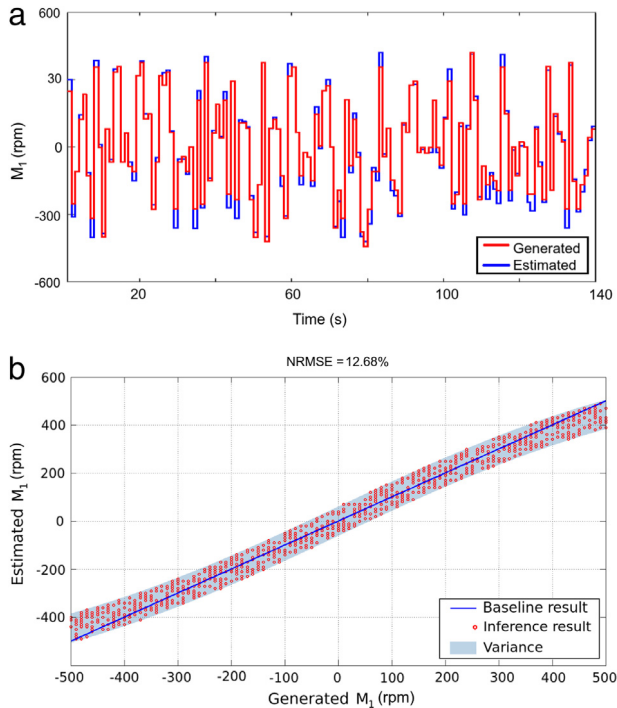 a
600
30
0
-300
-600
M1 (rpm)
20
60
100
140
Time (s)
Generated
Estimated
b
NRMSE = 12.68%
600
400
200
0
-200
-400
-600
Estimated M1 (rpm)
-500
-400
-300
-200
-100
0
100
200
300
400
500
Generated M1 (rpm)
Baseline result
Inference result
Variance